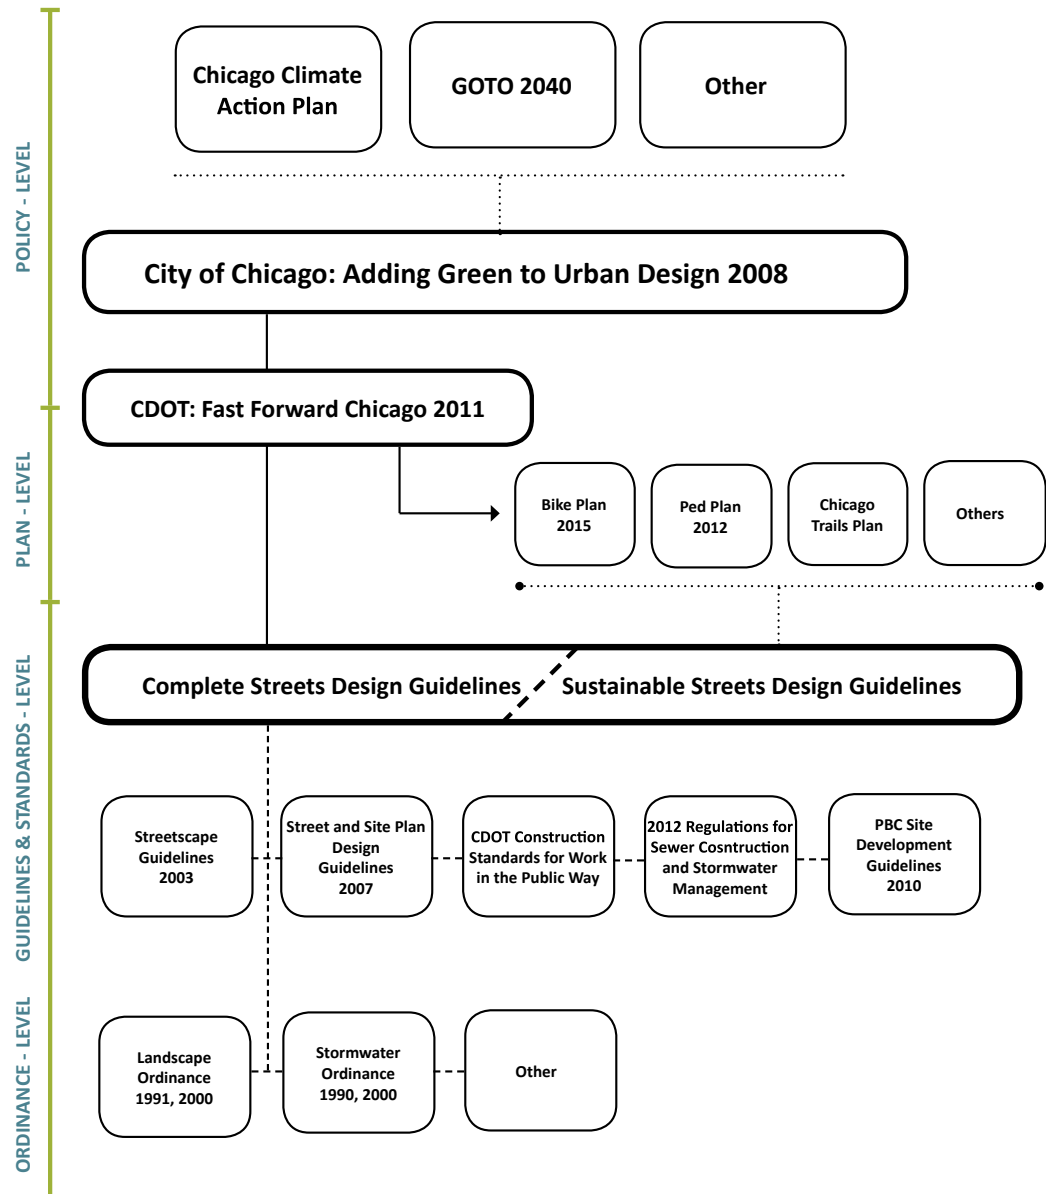 POLICY - LEVEL
Chicago Climate
Action Plan
GOTO 2040
Other
City of Chicago: Adding Green to Urban Design 2008
CDOT: Fast Forward Chicago 2011
PLAN - LEVEL
Bike Plan
2015
Ped Plan
2012
Chicago
Trails Plan
Others
GUIDELINES & STANDARDS - LEVEL
Complete Streets Design Guidelines
Sustainable Streets Design Guidelines
Streetscape
Guidelines
2003
Street and Site Plan
Design
Guidelines
2007
CDOT Construction
Standards for Work
in the Public Way
2012 Regulations for
Sewer Cosntruction
and Stormwater
Management
PBC Site
Development
Guidelines
2010
ORDINANCE - LEVEL
Landscape
Ordinance
1991, 2000
Stormwater
Ordinance
1990, 2000
Other